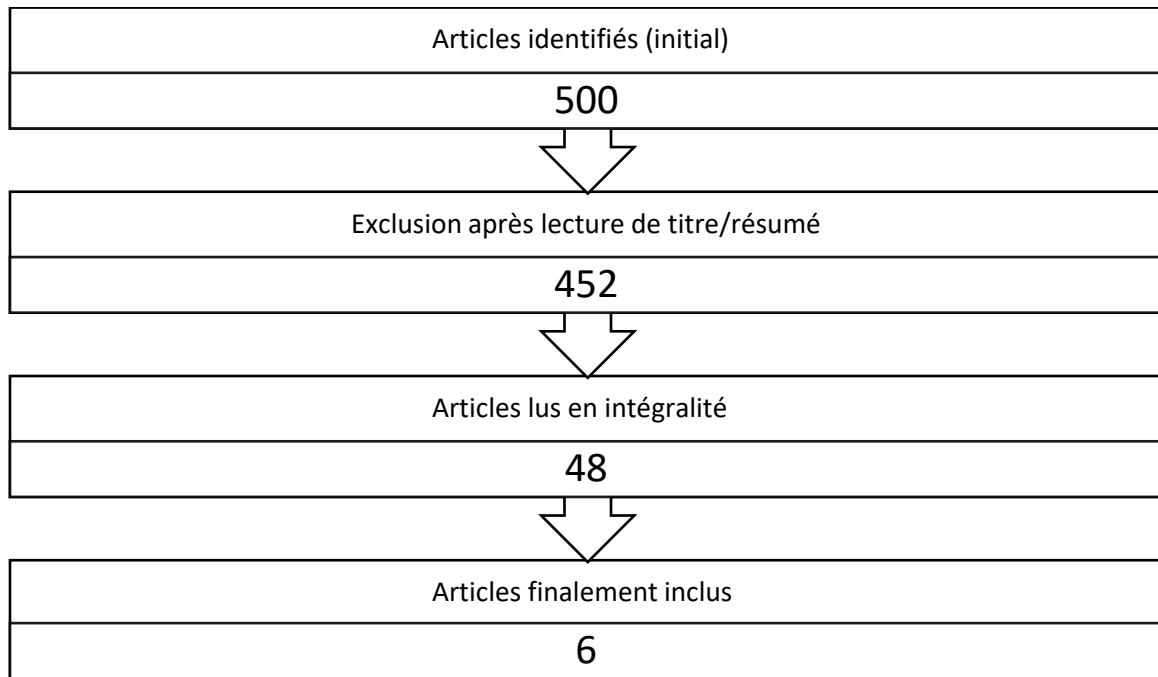 Articles identifiés (initial)
500
Exclusion après lecture de titre/résumé
452
Articles lus en intégralité
48
Articles finalement inclus
6